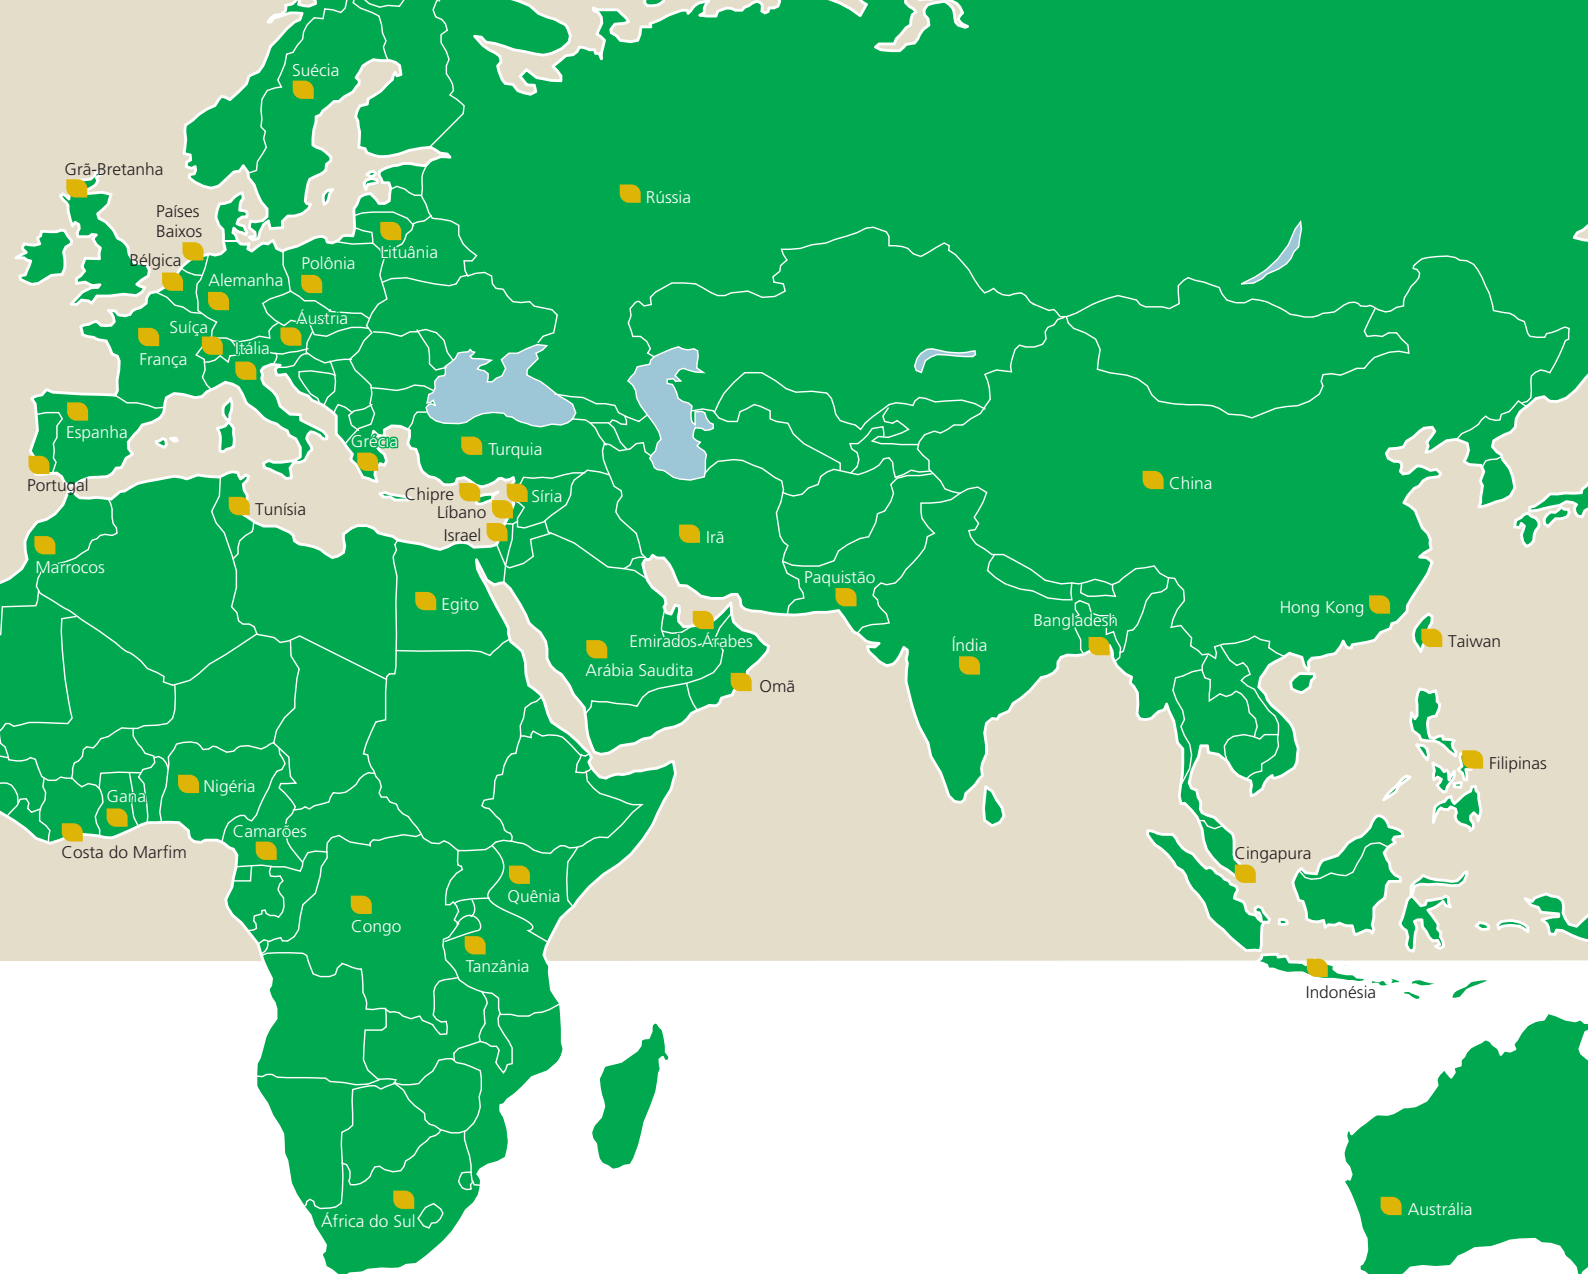 Suécia
Grã-Bretanha
Rússia
Países
Baixos
Lituânia
Bélgica
Polônia
Alemanha
Áustria
Suíça
Itália
França
Espanha
Grécia
Turquia
Portugal
China
Chipre
Síria
Tunísia
Líbano
Israel
Irã
Marrocos
Paquistão
Egito
Hong Kong
Bangladesh
Emirados Árabes
Taiwan
Índia
Arábia Saudita
Omã
Filipinas
Nigéria
Gana
Camarões
Costa do Marfim
Cingapura
Quênia
Congo
Tanzânia
Indonésia
Austrália
África do Sul